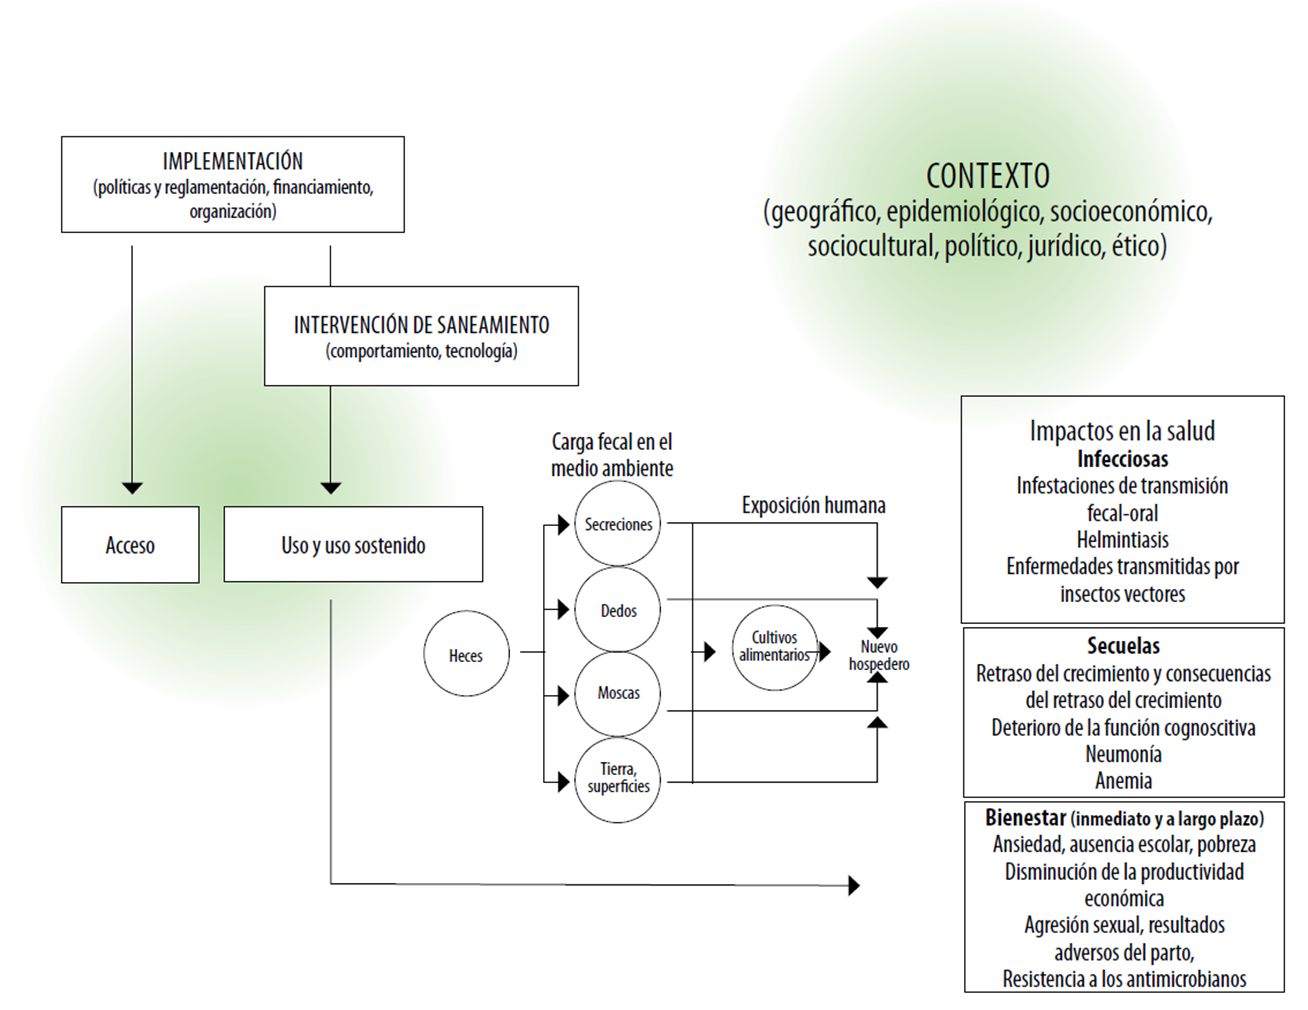 IMPLEMENTACIÓN
(políticas y reglamentación, financiamiento,
organización)
CONTEXTO
(geográfico, epidemiológico, socioeconómico,
sociocultural, político, jurídico, ético)
INTERVENCIÓN DE SANEAMIENTO
(comportamiento, tecnología)
Acceso
Uso y uso sostenido
Carga fecal en el
medio ambiente
Heces
Secreciones
Dedos
Moscas
Tierra,
superficies
Exposición humana
Cultivos
alimentarios
Nuevo
hospedero
Impactos en la salud
Infecciosas
Infestaciones de transmisión
fecal-oral
Helmintiasis
Enfermedades transmitidas por
insectos vectores
Secuelas
Retraso del crecimiento y consecuencias
del retraso del crecimiento
Deterioro de la función cognoscitiva
Neumonía
Anemia
Bienestar (inmediato y a largo plazo)
Ansiedad, ausencia escolar, pobreza
Disminución de la productividad
económica
Agresión sexual, resultados
adversos del parto,
Resistencia a los antimicrobianos